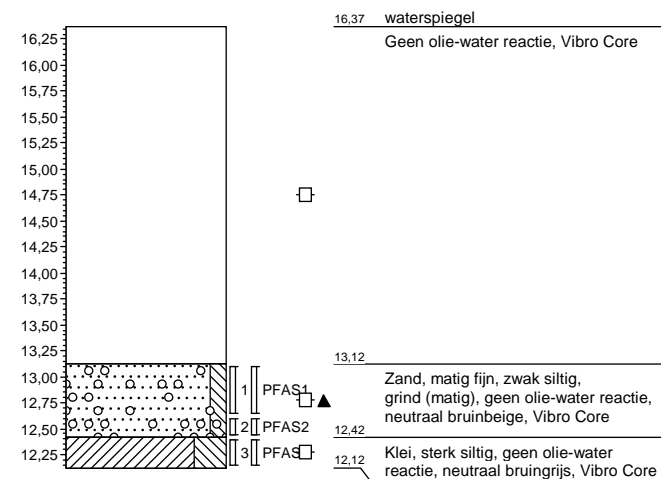 16,37 waterspiegel
Geen olie-water reactie, Vibro Core
16,25
16,00
15,75
15,50
15,25
15,00
14,75
14,50
14,25
14,00
13,75
13,50
13,25
13,12
13,00
Zand, matig fijn, zwak siltig,
1 PFAS1
grind (matig), geen olie-water reactie,
12,75
neutraal bruinbeige, Vibro Core
12,50
2 PFAS2
12,42
12,25
3 PFAS
Klei, sterk siltig, geen olie-water
12,12
reactie, neutraal bruingrijs, Vibro Core